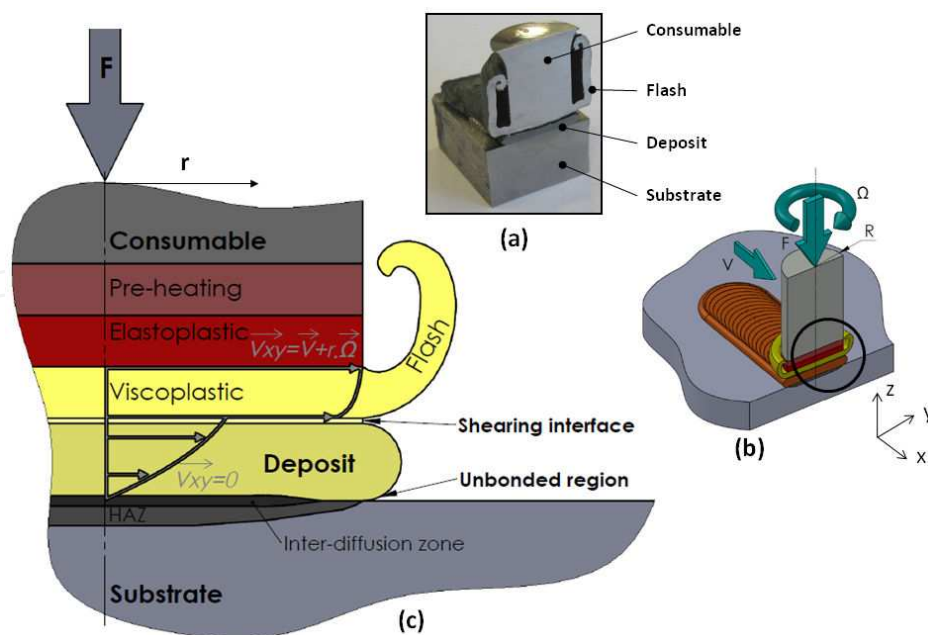 Consumable
Flash
Deposit
Substrate
(a)
F
r
Consumable
Pre-heating
Elastoplastic
Vxy=V+r.Ω
Flash
Viscoplastic
Shearing interface
Deposit
Vxy=0
Unbonded region
HAZ
Inter-diffusion zone
Substrate
(c)
Ω
F
R
V
z
y
x
(b)